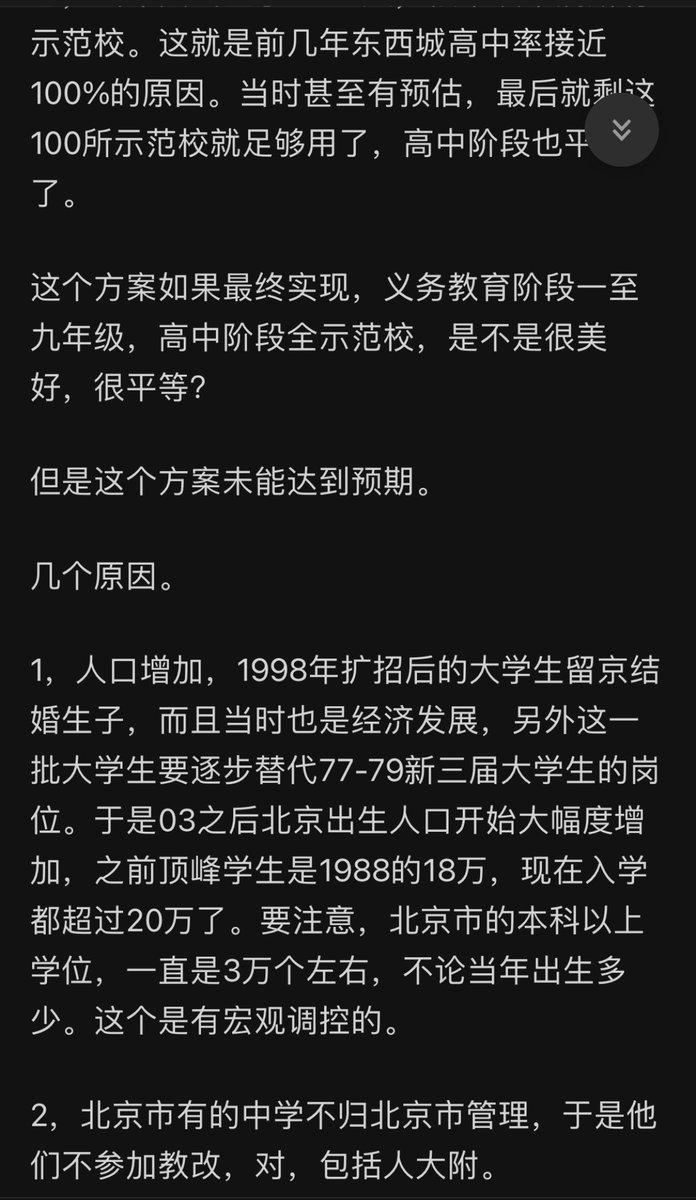 示范校。这就是前几年东西城高中率接近
100%的原因。当时甚至有预估，最后就剩这
100所示范校就足够用了，高中阶段也平
了。
这个方案如果最终实现，义务教育阶段一至
九年级，高中阶段全示范校，是不是很美
好，很平等?
但是这个方案未能达到预期。
几个原因。
1，人口增加，1998年扩招后的大学生留京结
婚生子，而且当时也是经济发展，另外这一
批大学生要逐步替代77-79新三届大学生的岗
位。于是03之后北京出生人口开始大幅度增
加，之前顶峰学生是1988的18万，现在入学
都超过20万了。要注意，北京市的本科以上
学位，一直是3万个左右，不论当年出生多
少。这个是有宏观调控的。
2，北京市有的中学不归北京市管理，于是他
们不参加教改，对，包括人大附。